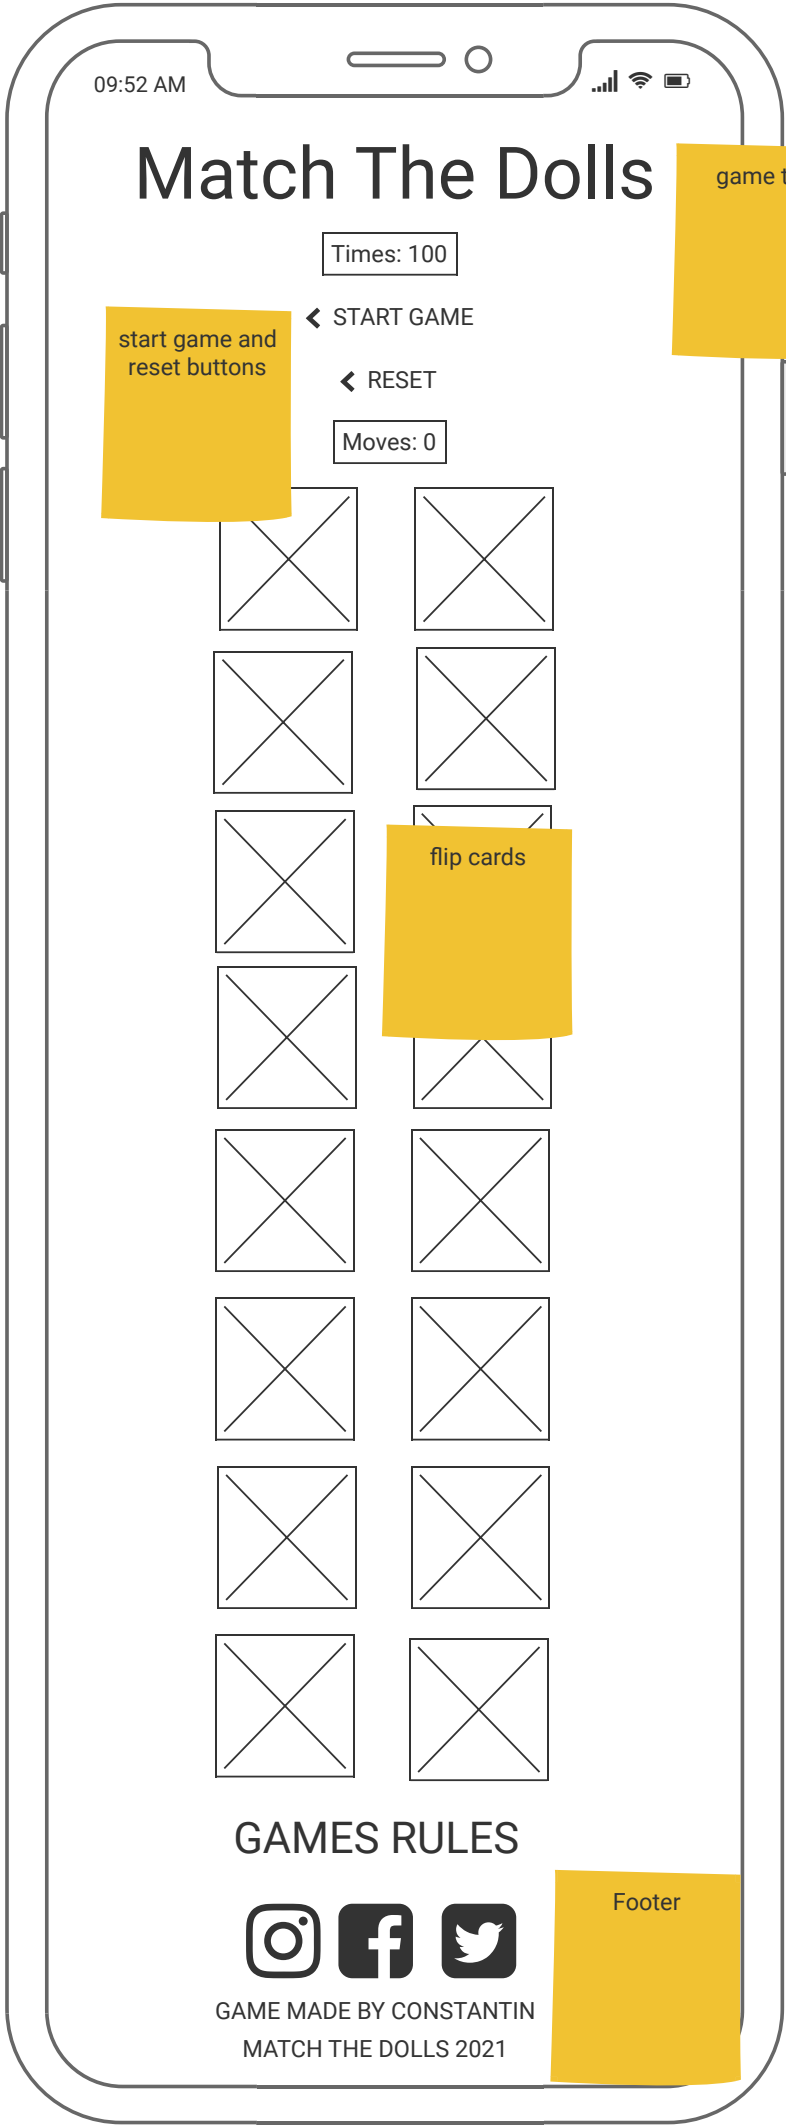 09:52 AM
Match The Dolls
game
Times: 100
START GAME
start game and
reset buttons
RESET
Moves: 0
flip cards
GAMES RULES
Footer
GAME MADE BY CONSTANTIN
MATCH THE DOLLS 2021